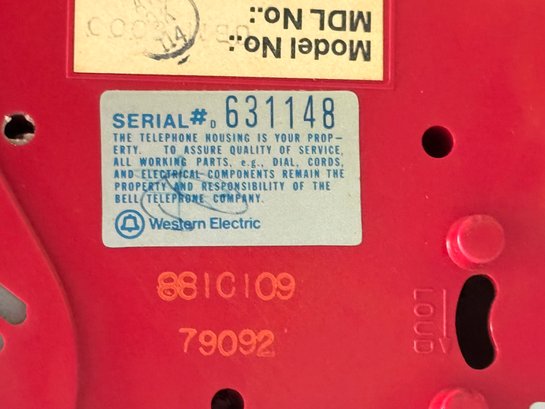 Model No.:
MDL No.:
SERIAL# D 631148
THE TELEPHONE HOUSING IS YOUR PROP-
ERTY. TO ASSURE QUALITY OF SERVICE,
ALL WORKING PARTS, e.g., DIAL, CORDS,
AND ELECTRICAL COMPONENTS REMAIN THE
PROPERTY AND RESPONSIBILITY OF THE
BELL TELEPHONE COMPANY.
Western Electric
881C109
79092